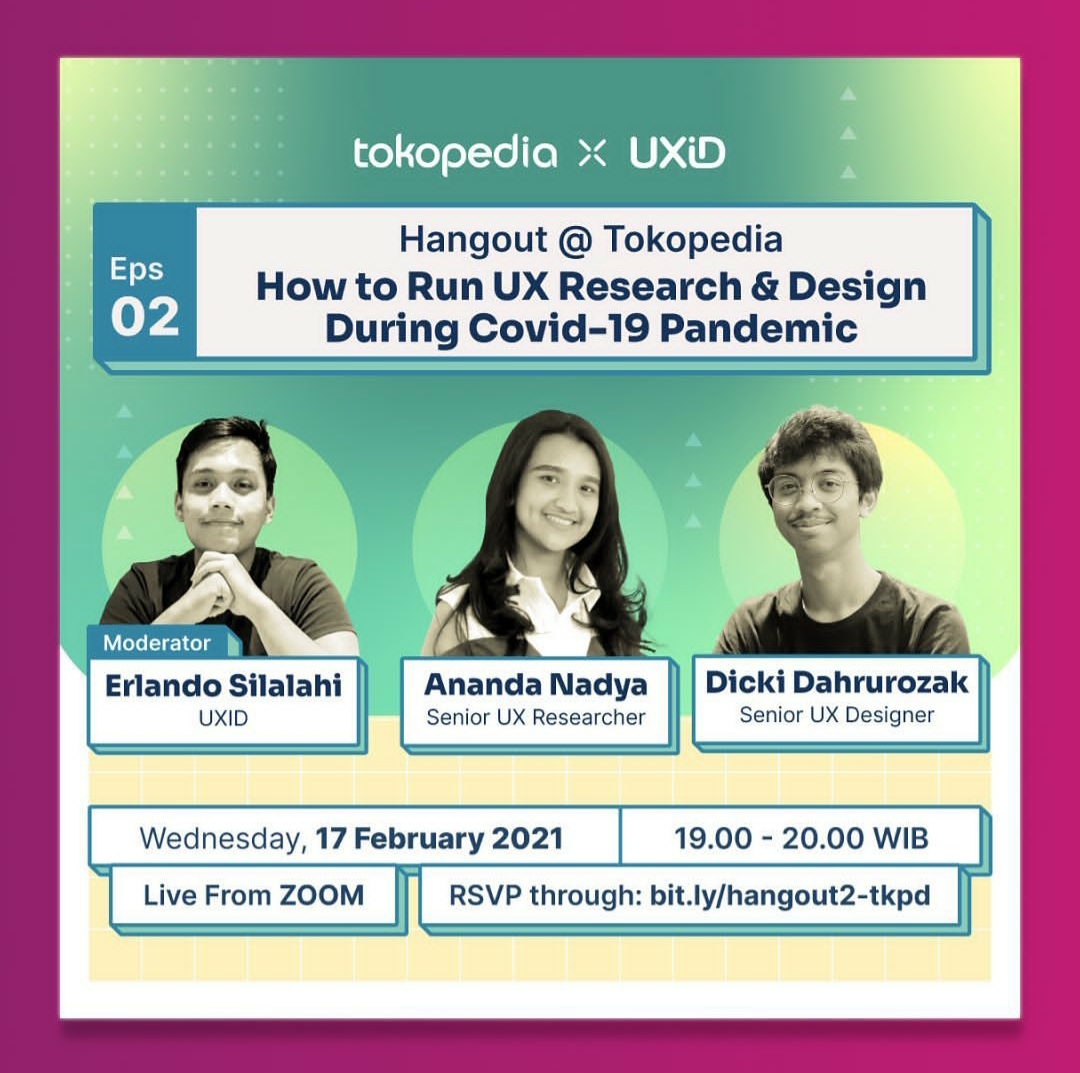 tokopedia X UXiD
Eps
02
Hangout @ Tokopedia
How to Run UX Research & Design
During Covid-19 Pandemic
Moderator
Erlando Silalahi
UXID
Ananda Nadya
Senior UX Researcher
Dicki Dahrurozak
Senior UX Designer
Wednesday, 17 February 2021
19.00 - 20.00 WIB
Live From ZOOM
RSVP through: bit.ly/hangout2-tkpd